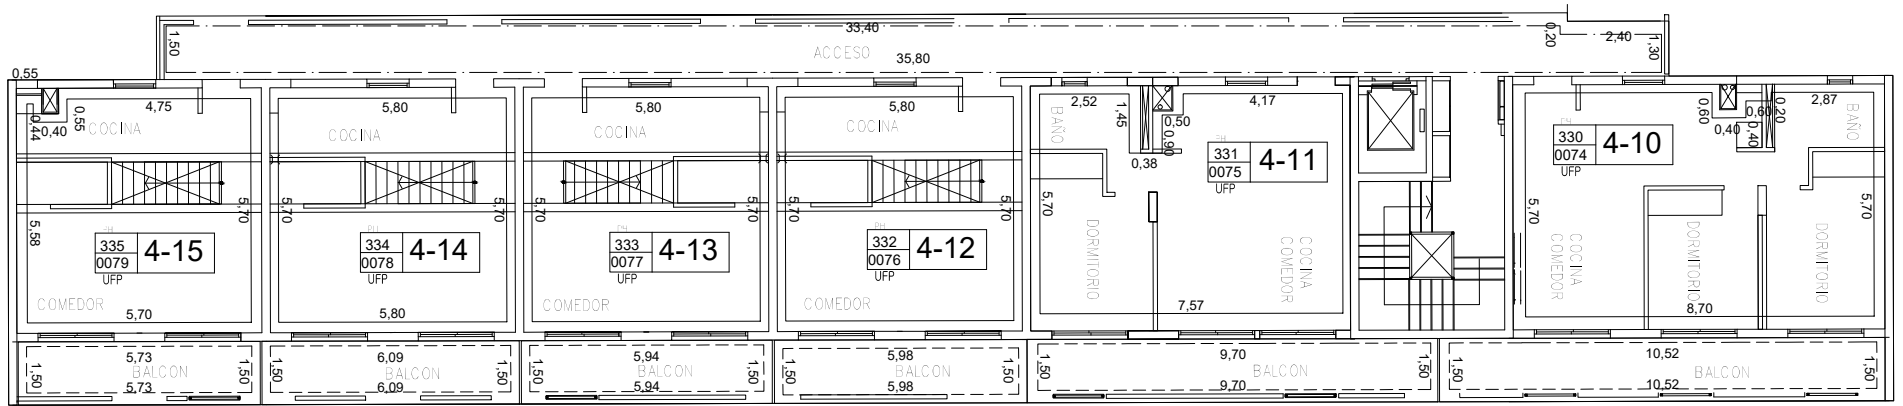 33,40
1,50
ACCESO
35,80
0,20
2,40
1,30
0,55
4,75
0,55
0,44
0,40
COCINA
5,80
COCINA
5,80
COCINA
5,80
COCINA
2,52
BAÑO
1,45
0,50
0,90
0,38
4,17
0,60
0,40
0,60
0,20
0,40
2,87
BAÑO
331
0075
4-11
UFP
330
0074
4-10
UFP
5,58
5,70
335
0079
4-15
UFP
COMEDOR
5,70
5,70
5,70
334
0078
4-14
UFP
5,80
5,70
333
0077
4-13
UFP
COMEDOR
5,70
5,70
PH
332
0076
4-12
UFP
COMEDOR
5,70
5,70
DORMITORIO
COCINA
COMEDOR
7,57
5,70
COCINA
COMEDOR
DORMITORIO
DORMITORIO
5,70
8,70
1,50
5,73
BALCON
5,73
1,50
1,50
6,09
BALCON
6,09
1,50
1,50
5,94
BALCON
5,94
1,50
1,50
5,98
BALCON
5,98
1,50
1,50
9,70
BALCON
9,70
1,50
1,50
10,52
BALCON
10,52
1,50